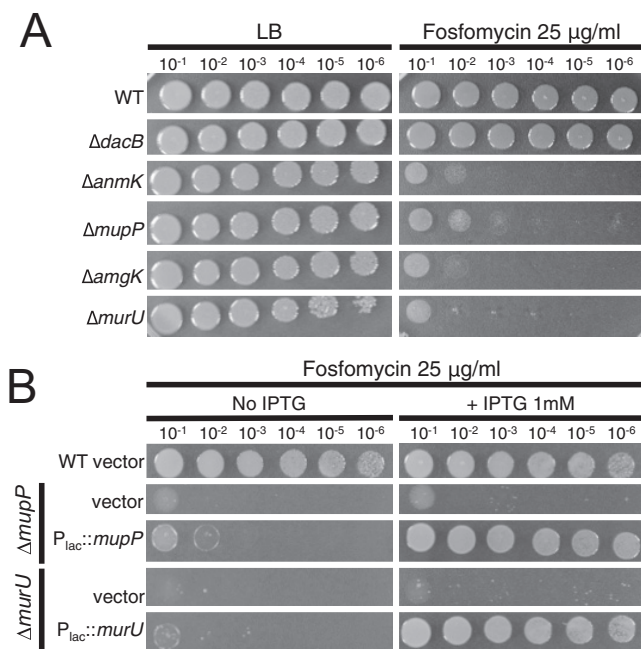 A
LB Fosfomycin 25 µg/ml
10⁻¹ 10⁻² 10⁻³ 10⁻⁴ 10⁻⁵ 10⁻⁶ 10⁻¹ 10⁻² 10⁻³ 10⁻⁴ 10⁻⁵ 10⁻⁶
WT
ΔdacB
ΔanmK
ΔmupP
ΔamgK
ΔmurU
B
Fosfomycin 25 µg/ml
No IPTG + IPTG 1mM
10⁻¹ 10⁻² 10⁻³ 10⁻⁴ 10⁻⁵ 10⁻⁶ 10⁻¹ 10⁻² 10⁻³ 10⁻⁴ 10⁻⁵ 10⁻⁶
WT vector
ΔmupP
vector
Plac::mupP
ΔmurU
vector
Plac::murU